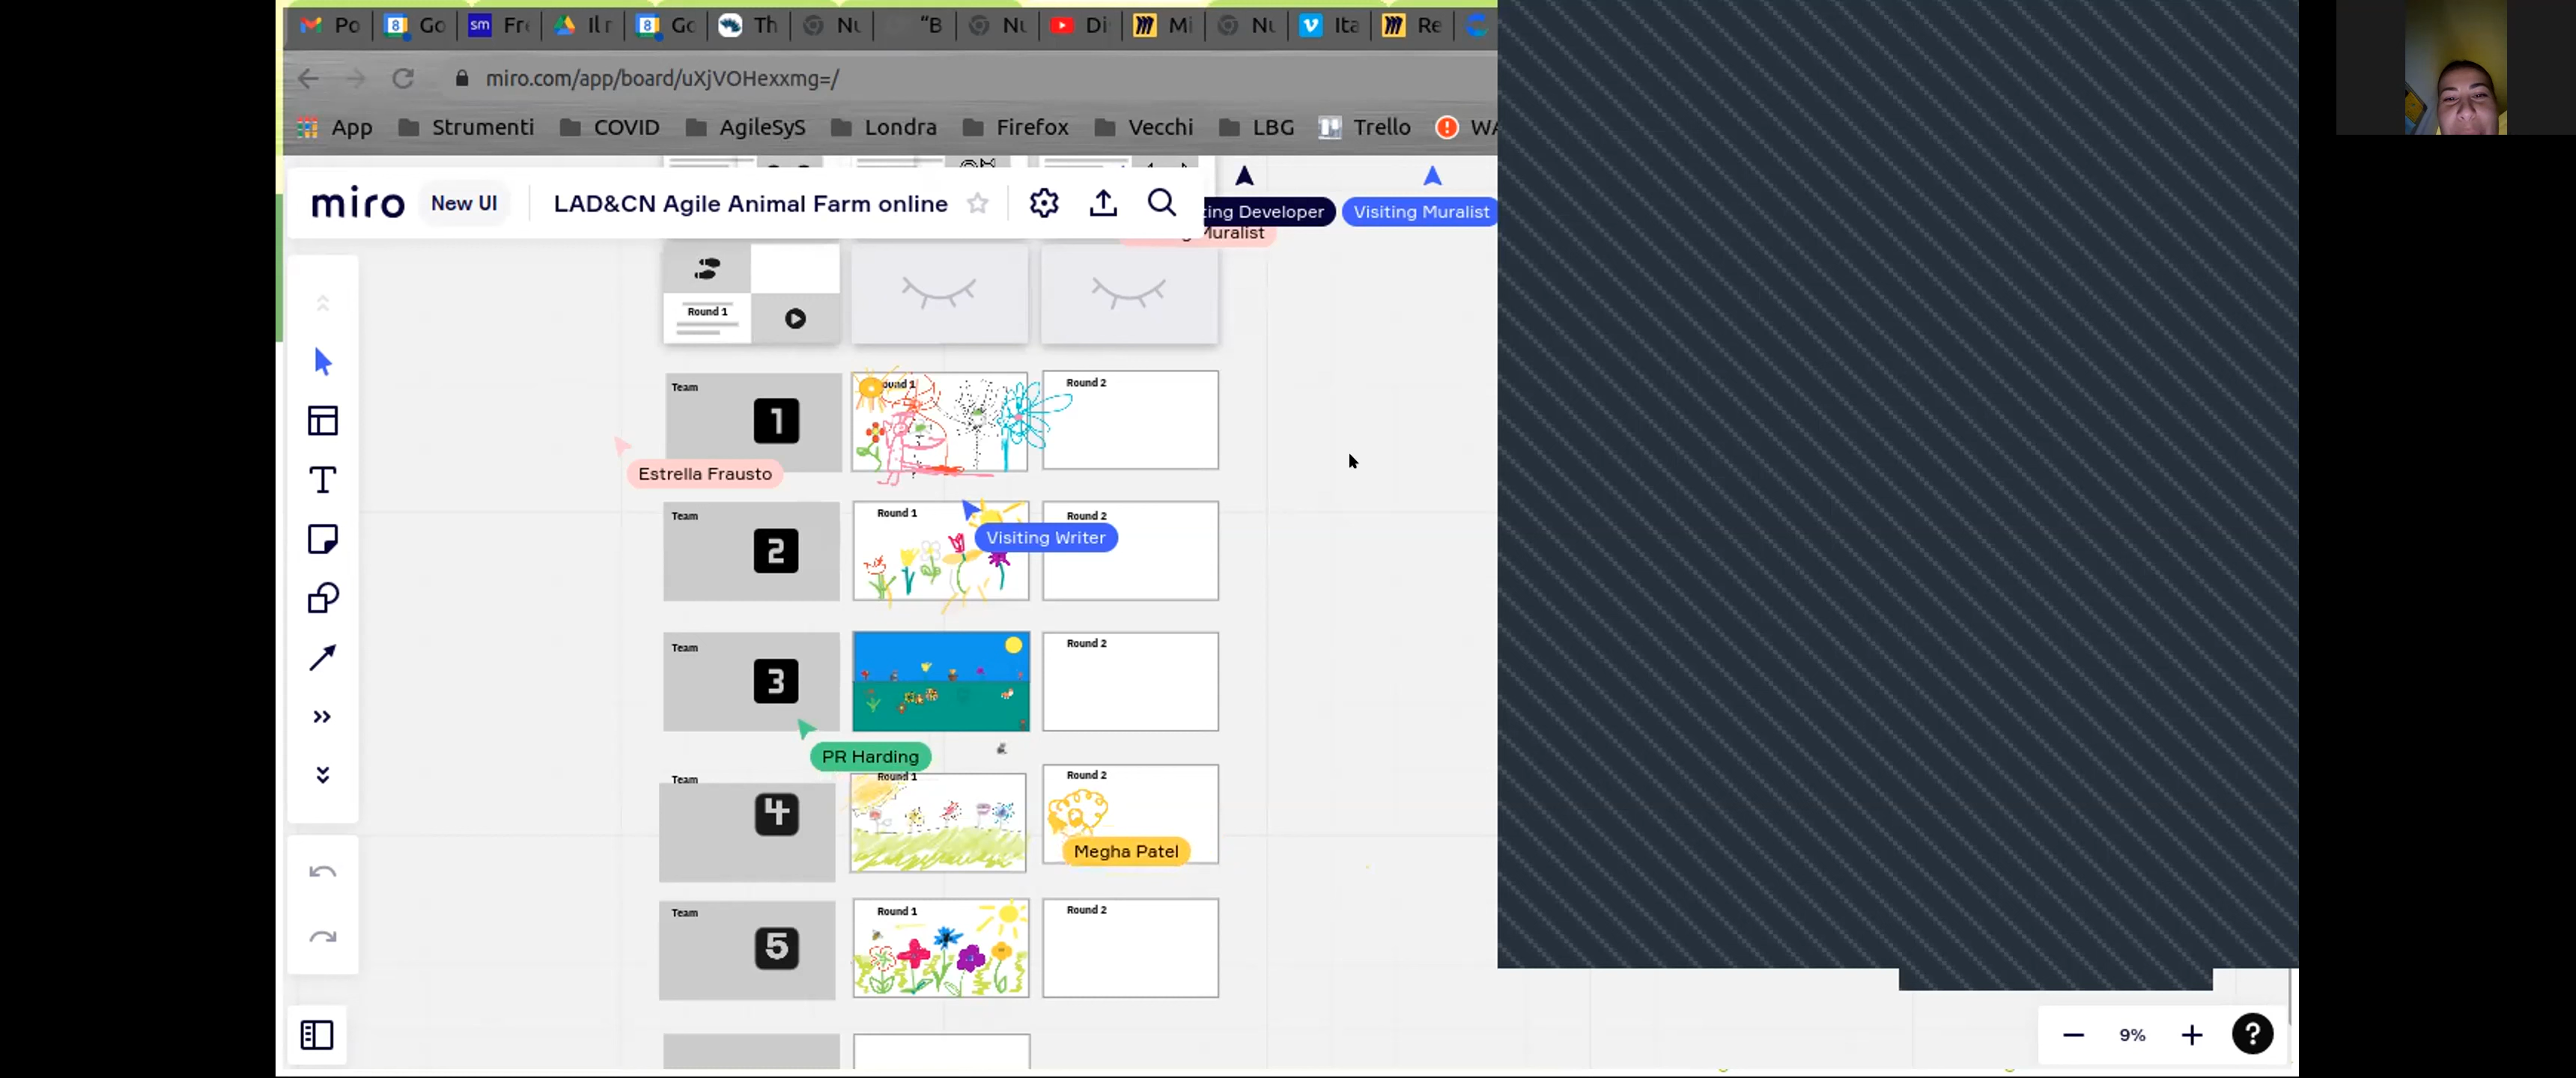 Po Go sm Fre Il r Go Th Nu "B Nu Di Mi Nu Ita Re
miro.com/app/board/uXjVOHexxmg=/
App Strumenti COVID AgileSyS Londra Firefox Vecchi LBG Trello WA
miro New UI LAD&CN Agile Animal Farm online
ing Developer Visiting Muralist
Muralist
Round 1
Team 1 ound 1 Round 2
Estrella Frausto
Team 2 Round 1 Round 2
Visiting Writer
Team 3 Round 2
PR Harding
Team 4 Round 1 Round 2
Megha Patel
Team 5 Round 1 Round 2
9% ?